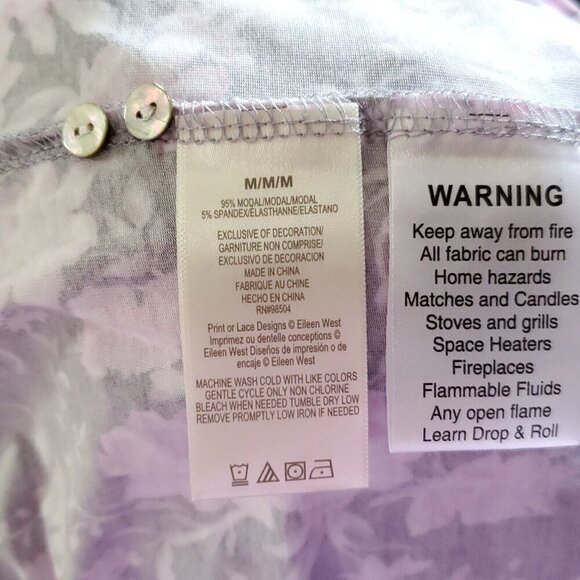 M/M/M
95% MODAL/MODAL/MODAL
5% SPANDEX/ELASTHANNE/ELASTANO
EXCLUSIVE OF DECORATION/
GARNITURE NON COMPRISE/
EXCLUSIVO DE DECORACION
MADE IN CHINA
FABRIQUE AU CHINE
HECHO EN CHINA
RN#98504
Print or Lace Designs © Eileen West
Imprimez ou dentelle conceptions ©
Eileen West Diseños de impresión o de
encaje © Eileen West
MACHINE WASH COLD WITH LIKE COLORS
GENTLE CYCLE ONLY NON CHLORINE
BLEACH WHEN NEEDED TUMBLE DRY LOW
REMOVE PROMPTLY LOW IRON IF NEEDED
WARNING
Keep away from fire
All fabric can burn
Home hazards
Matches and Candles
Stoves and grills
Space Heaters
Fireplaces
Flammable Fluids
Any open flame
Learn Drop & Roll